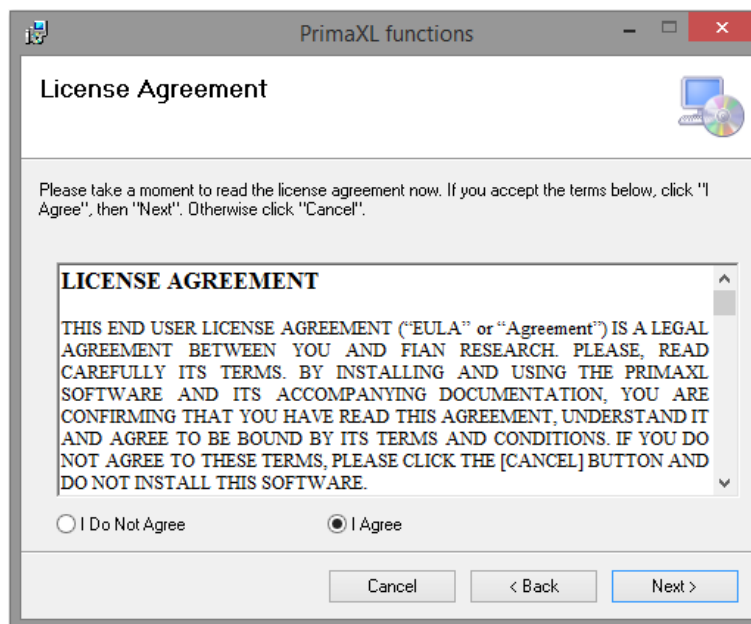 PrimaXL functions
License Agreement
Please take a moment to read the license agreement now. If you accept the terms below, click "I
Agree", then "Next". Otherwise click "Cancel".
LICENSE AGREEMENT
THIS END USER LICENSE AGREEMENT (“EULA” or “Agreement”) IS A LEGAL
AGREEMENT BETWEEN YOU AND FIAN RESEARCH. PLEASE, READ
CAREFULLY ITS TERMS. BY INSTALLING AND USING THE PRIMAXL
SOFTWARE AND ITS ACCOMPANYING DOCUMENTATION, YOU ARE
CONFIRMING THAT YOU HAVE READ THIS AGREEMENT, UNDERSTAND IT
AND AGREE TO BE BOUND BY ITS TERMS AND CONDITIONS. IF YOU DO
NOT AGREE TO THESE TERMS, PLEASE CLICK THE [CANCEL] BUTTON AND
DO NOT INSTALL THIS SOFTWARE.
I Do Not Agree I Agree
Cancel < Back Next >